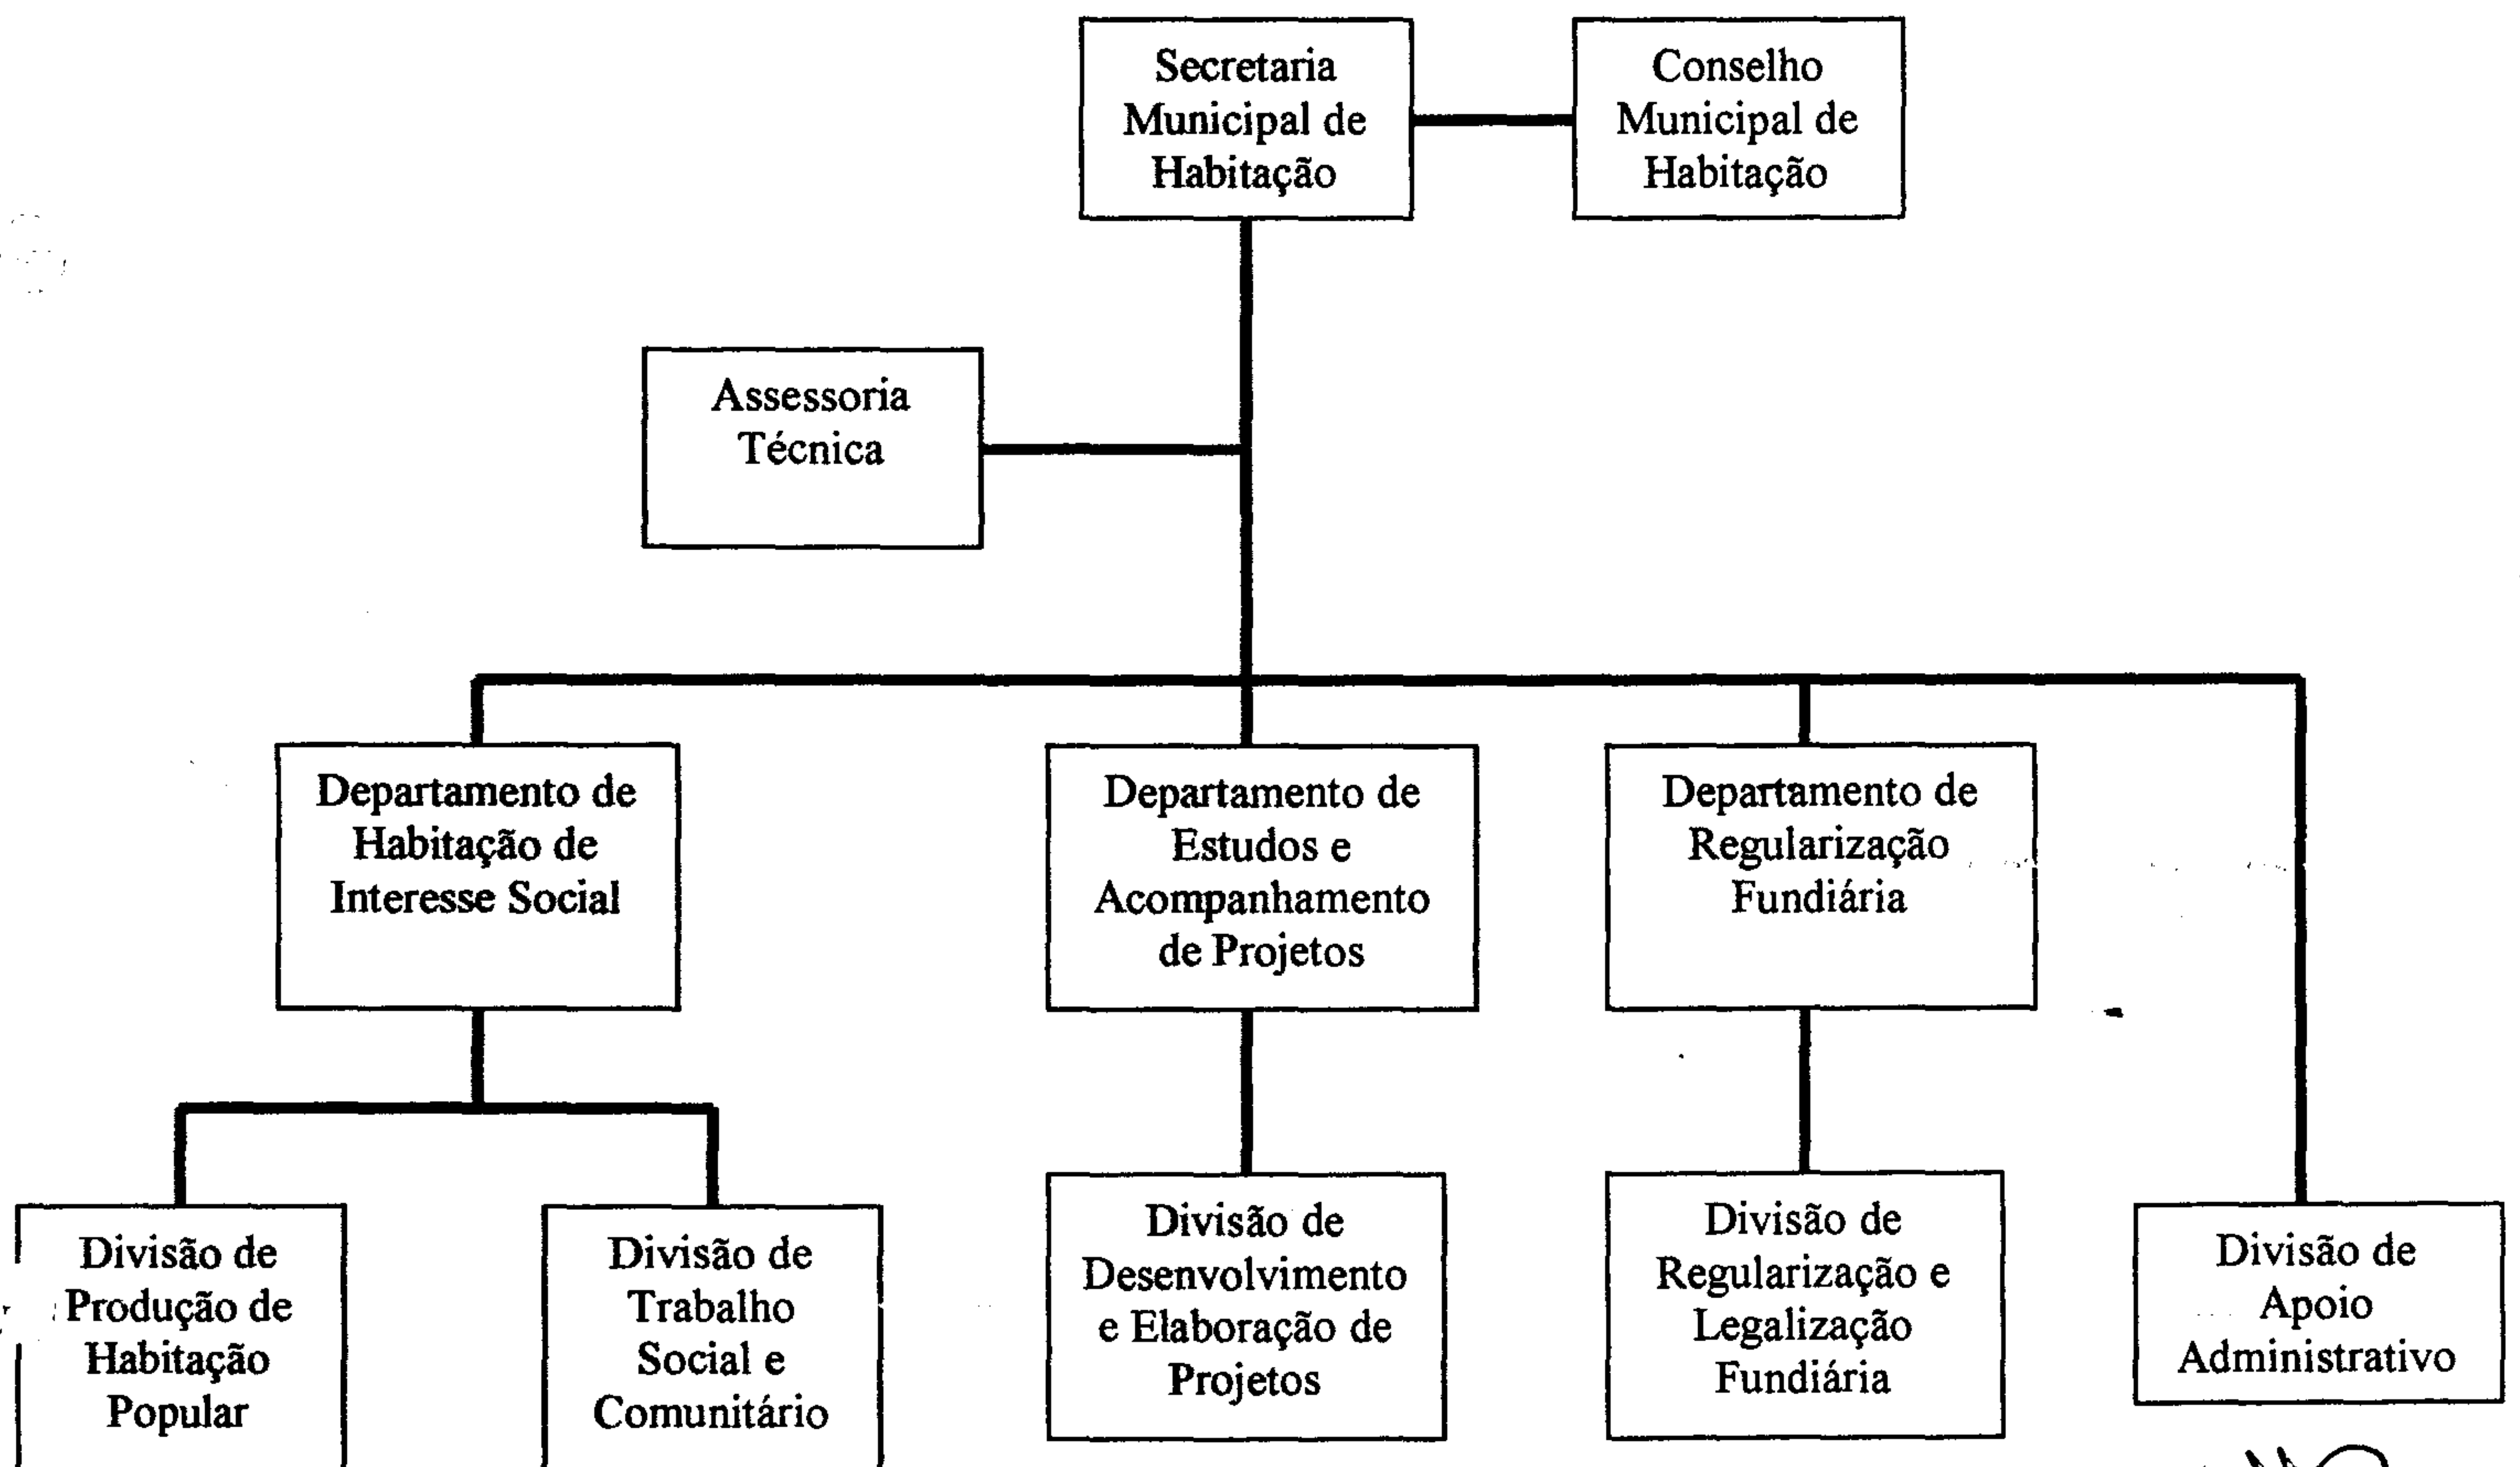 Secretaria
Municipal de
Habitação
Conselho
Municipal de
Habitação
Assessoria
Técnica
Departamento de
Habitação de
Interesse Social
Departamento de
Estudos e
Acompanhamento
de Projetos
Departamento de
Regularização
Fundiária
Divisão de
Produção de
Habitação
Popular
Divisão de
Trabalho
Social e
Comunitário
Divisão de
Desenvolvimento
e Elaboração de
Projetos
Divisão de
Regularização e
Legalização
Fundiária
Divisão de
Apoio
Administrativo